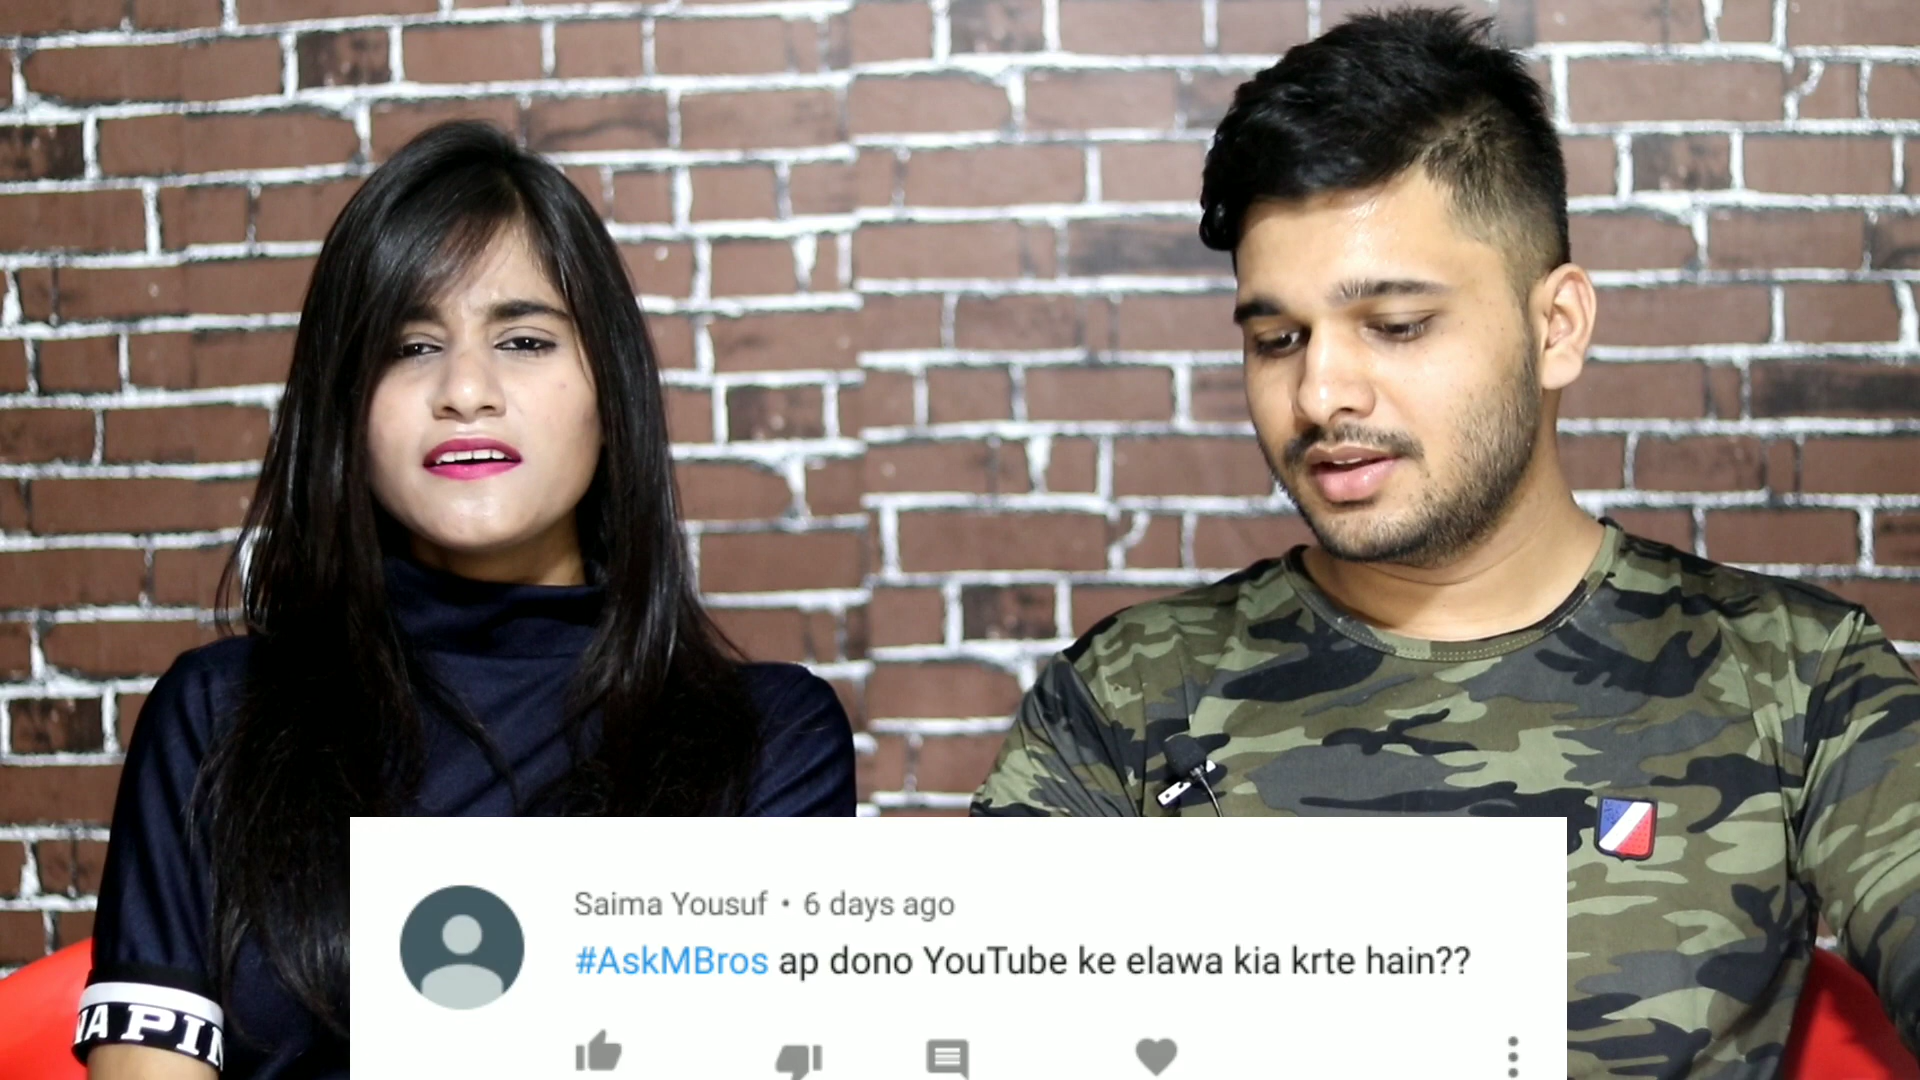 Saima Yousuf • 6 days ago
#AskMBros ap dono YouTube ke elawa kia krte hain??